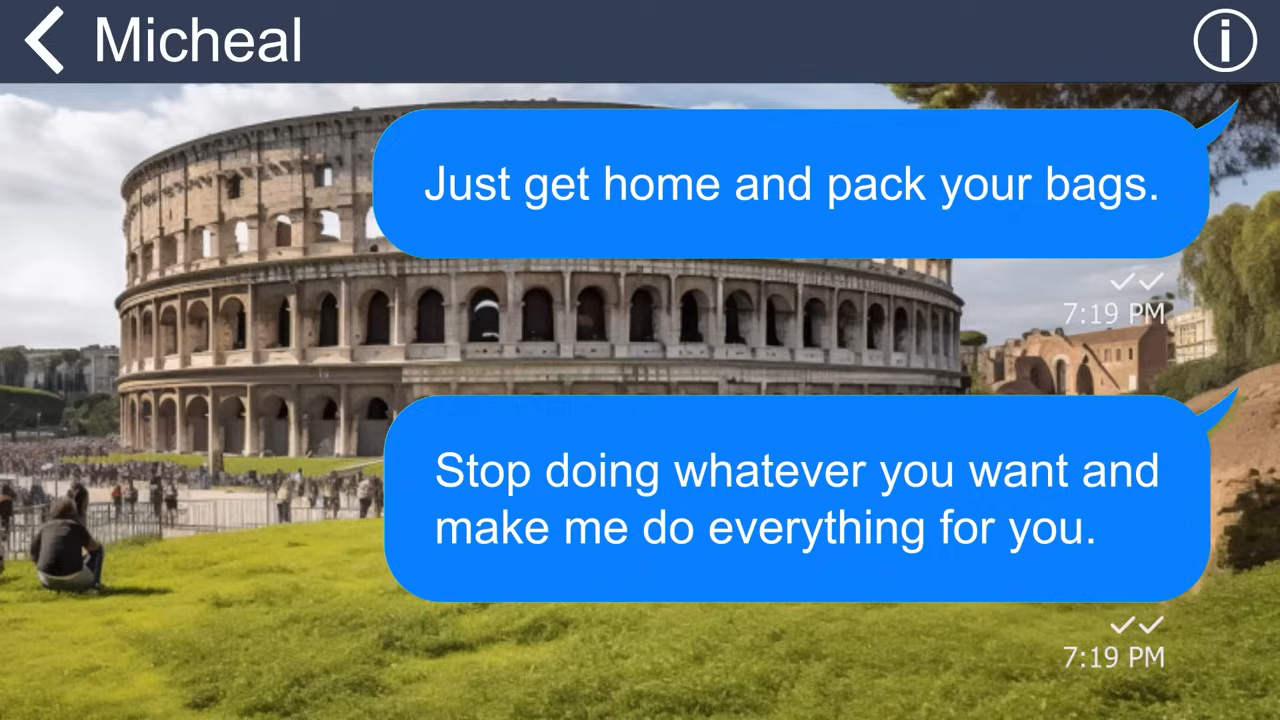 Micheal
Just get home and pack your bags.
7:19 PM
Stop doing whatever you want and
make me do everything for you.
7:19 PM